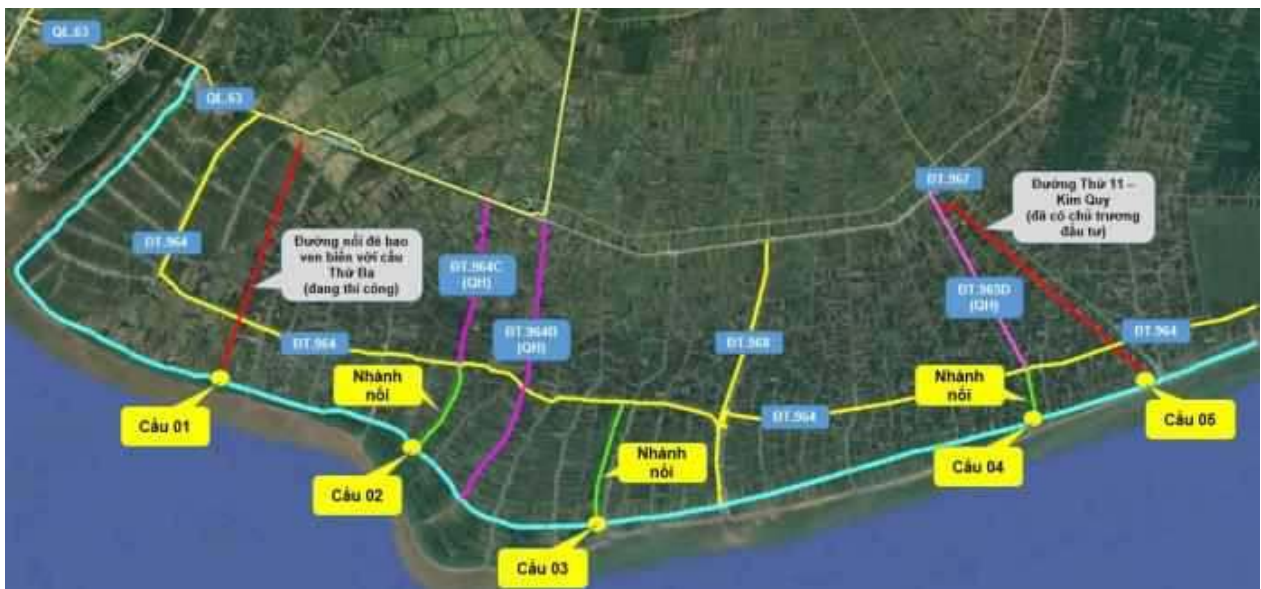 QL.63
QL.63
ĐT.967
Đường Thứ 11 –
Kim Quy
(đã có chủ trương
đầu tư)
ĐT.964
Đường nối đê bao
ven biển với cầu
Thứ Ba
(đang thi công)
ĐT.964C
(QH)
ĐT.965D
(QH)
ĐT.964
ĐT.964B
(QH)
ĐT.968
ĐT.964
Nhánh
nối
Nhánh
nối
ĐT.964
Cầu 01
Cầu 05
Nhánh
nối
Cầu 04
Cầu 02
Cầu 03